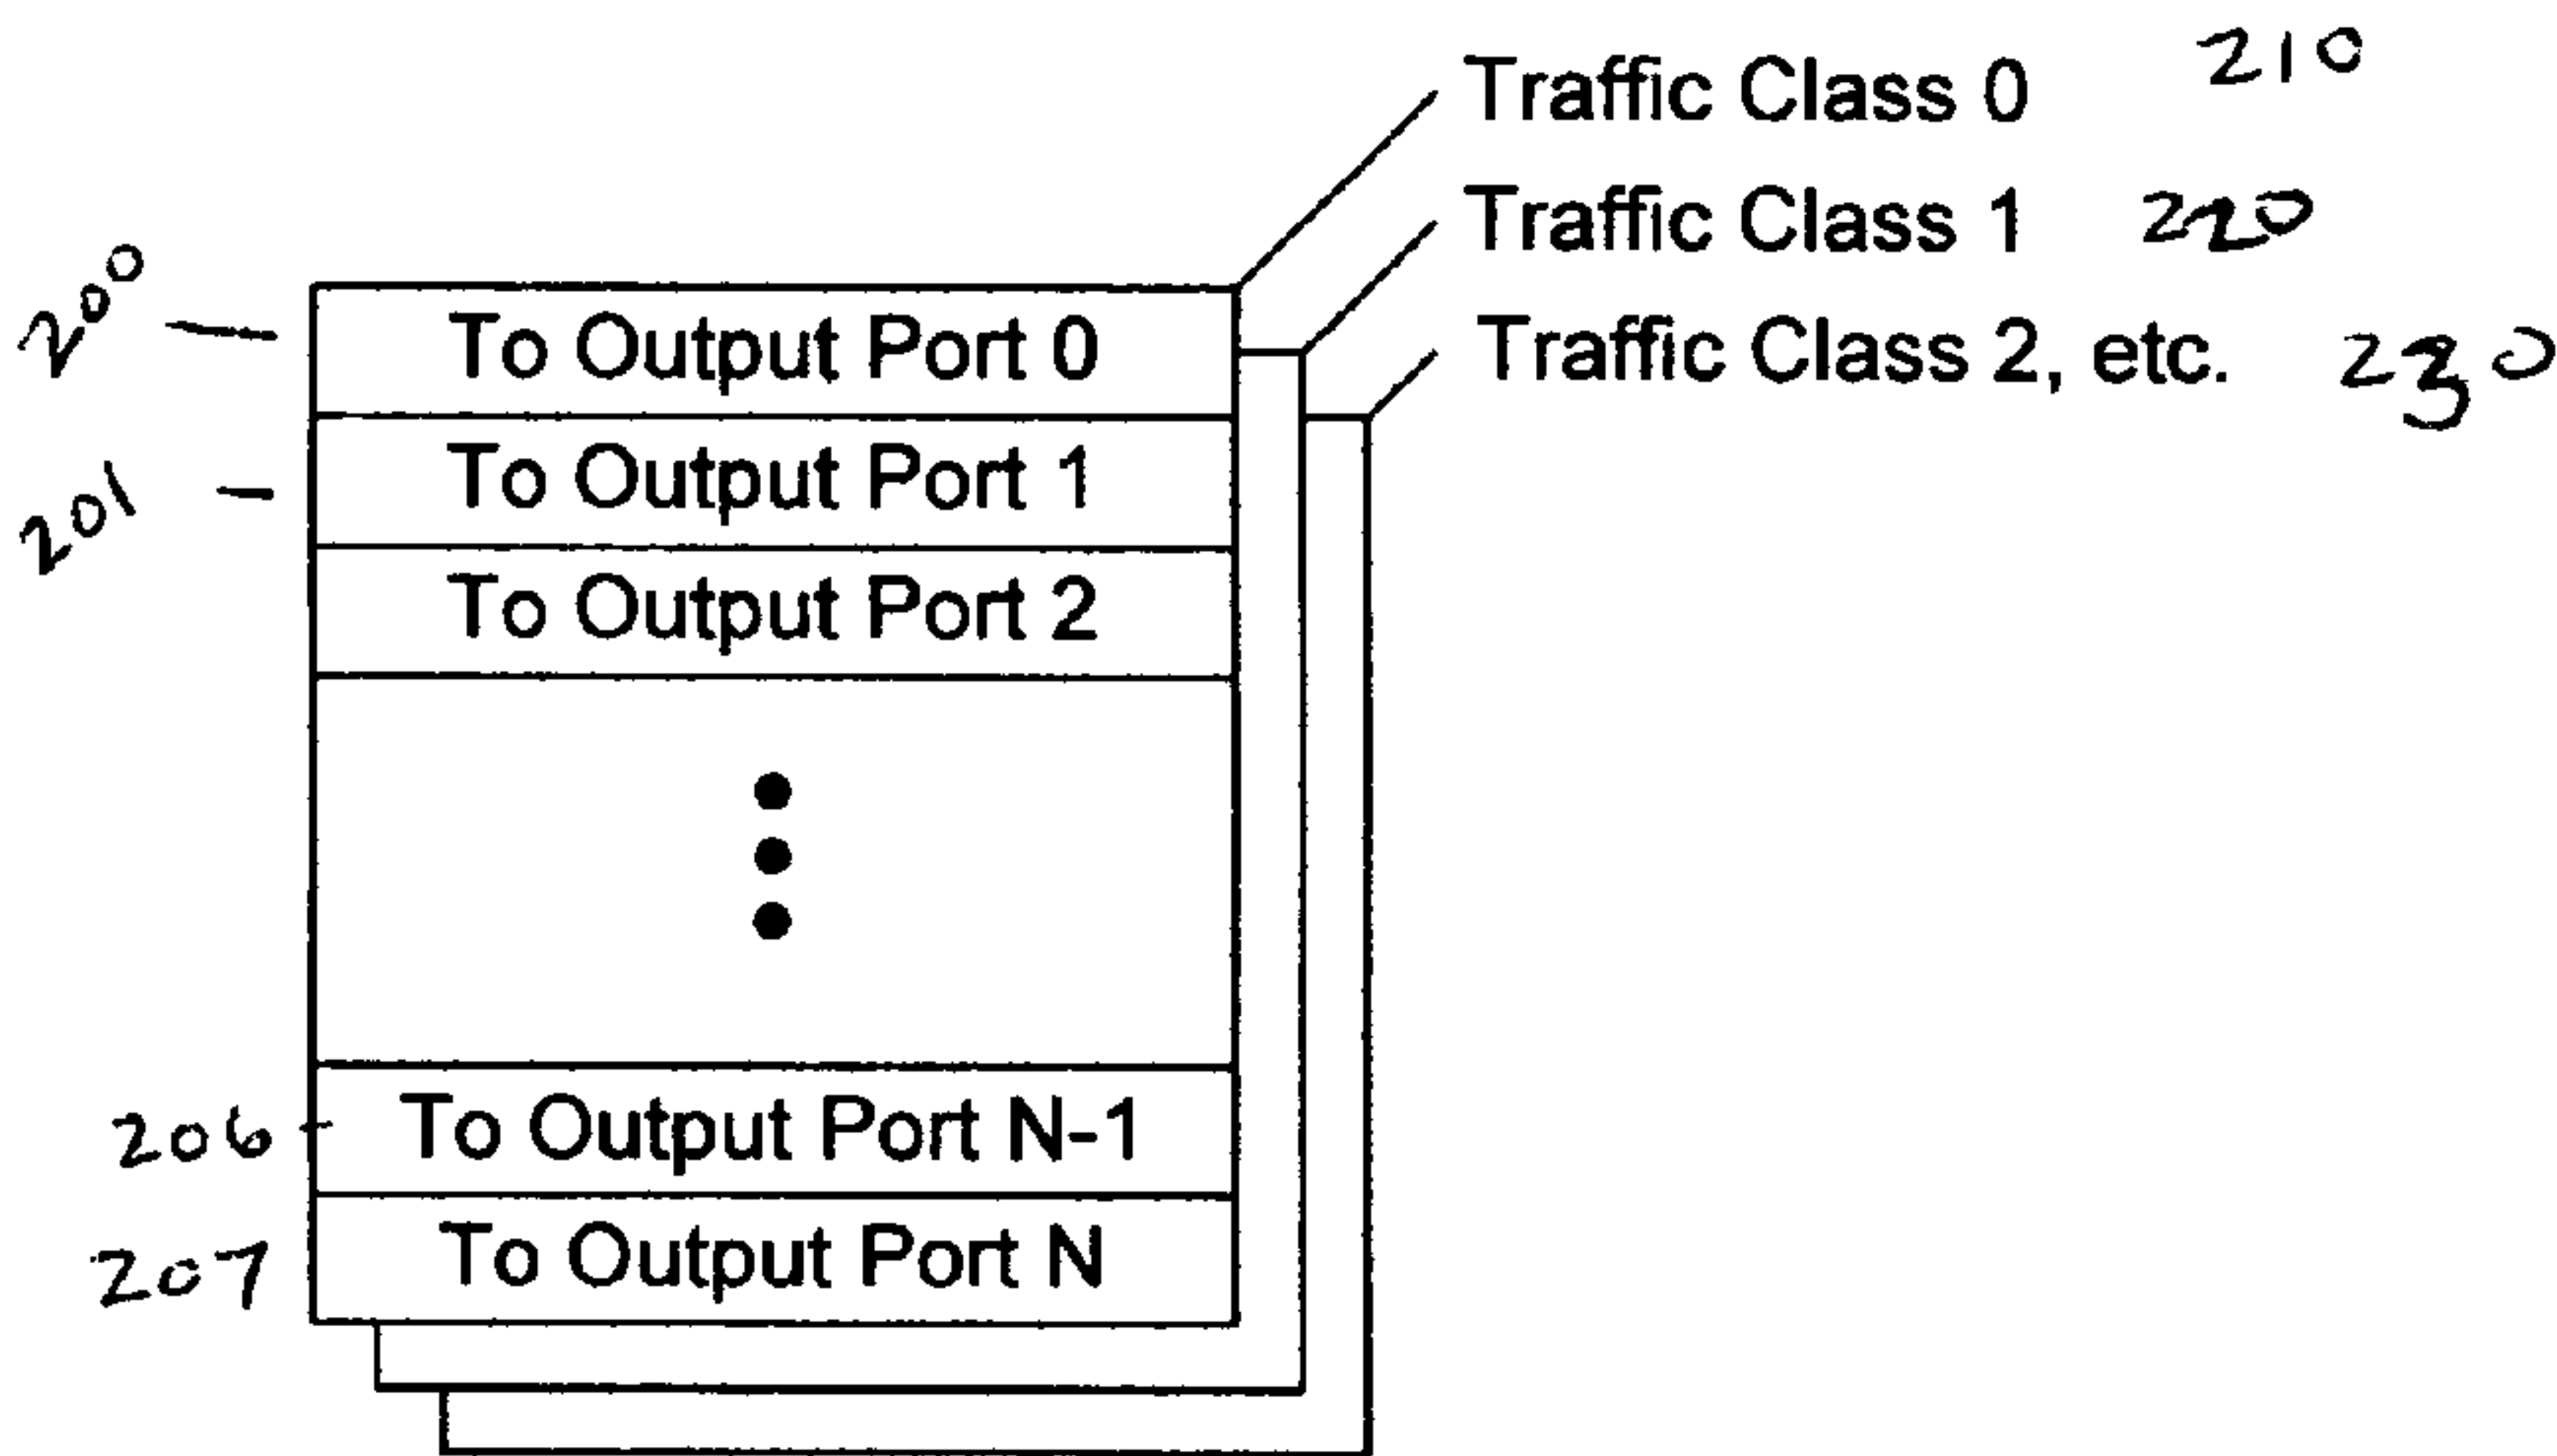 Traffic Class 0 210
Traffic Class 1 220
200 To Output Port 0 Traffic Class 2, etc. 230
201 To Output Port 1
To Output Port 2
206 To Output Port N-1
207 To Output Port N